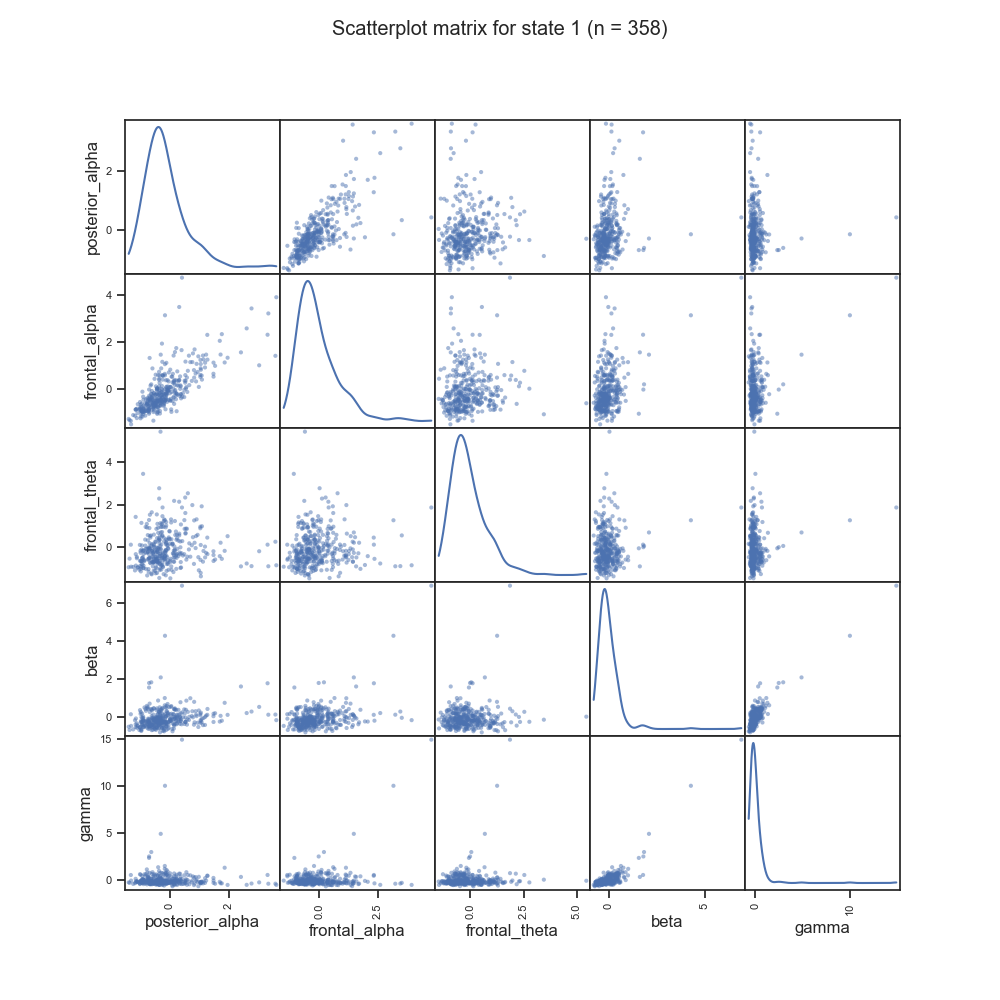 Scatterplot matrix for state 1 (n = 358)
posterior_alpha
2
0
frontal_alpha
4
2
0
frontal_theta
4
2
0
beta
6
4
2
0
gamma
15
10
5
0
0 2
0.0 2.5
0.0 2.5 5.0
0 5
0 10
posterior_alpha
frontal_alpha
frontal_theta
beta
gamma